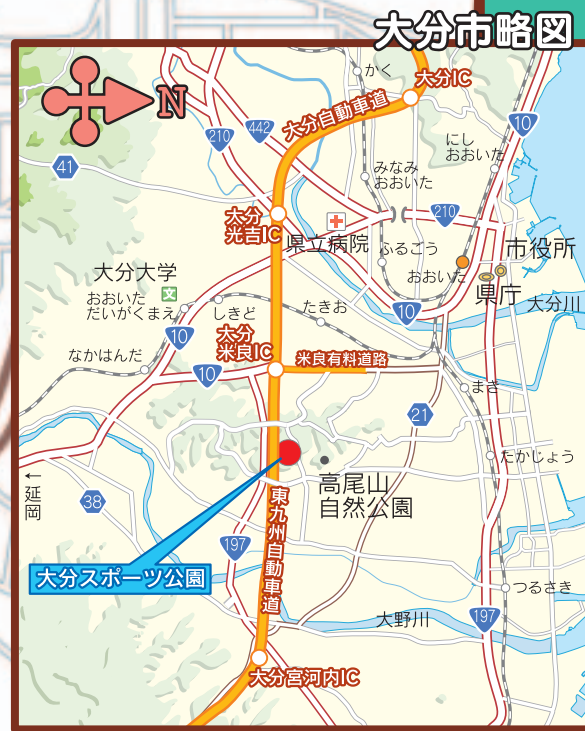 大分市略図
N
かく
大分IC
大分自動車道
10
210
442
にし
おおいた
41
みなみ
おおいた
大分
光吉IC
210
県立病院
ふるごう
市役所
大分大学
おおいた
県庁
大分川
おおいた
だいがくまえ
文
しきど
たきお
10
大分
米良IC
10
なかはんだ
10
米良有料道路
まき
21
たかじょう
←延岡
高尾山
自然公園
38
東九州自動車道
197
大分スポーツ公園
つるさき
大野川
197
大分宮河内IC